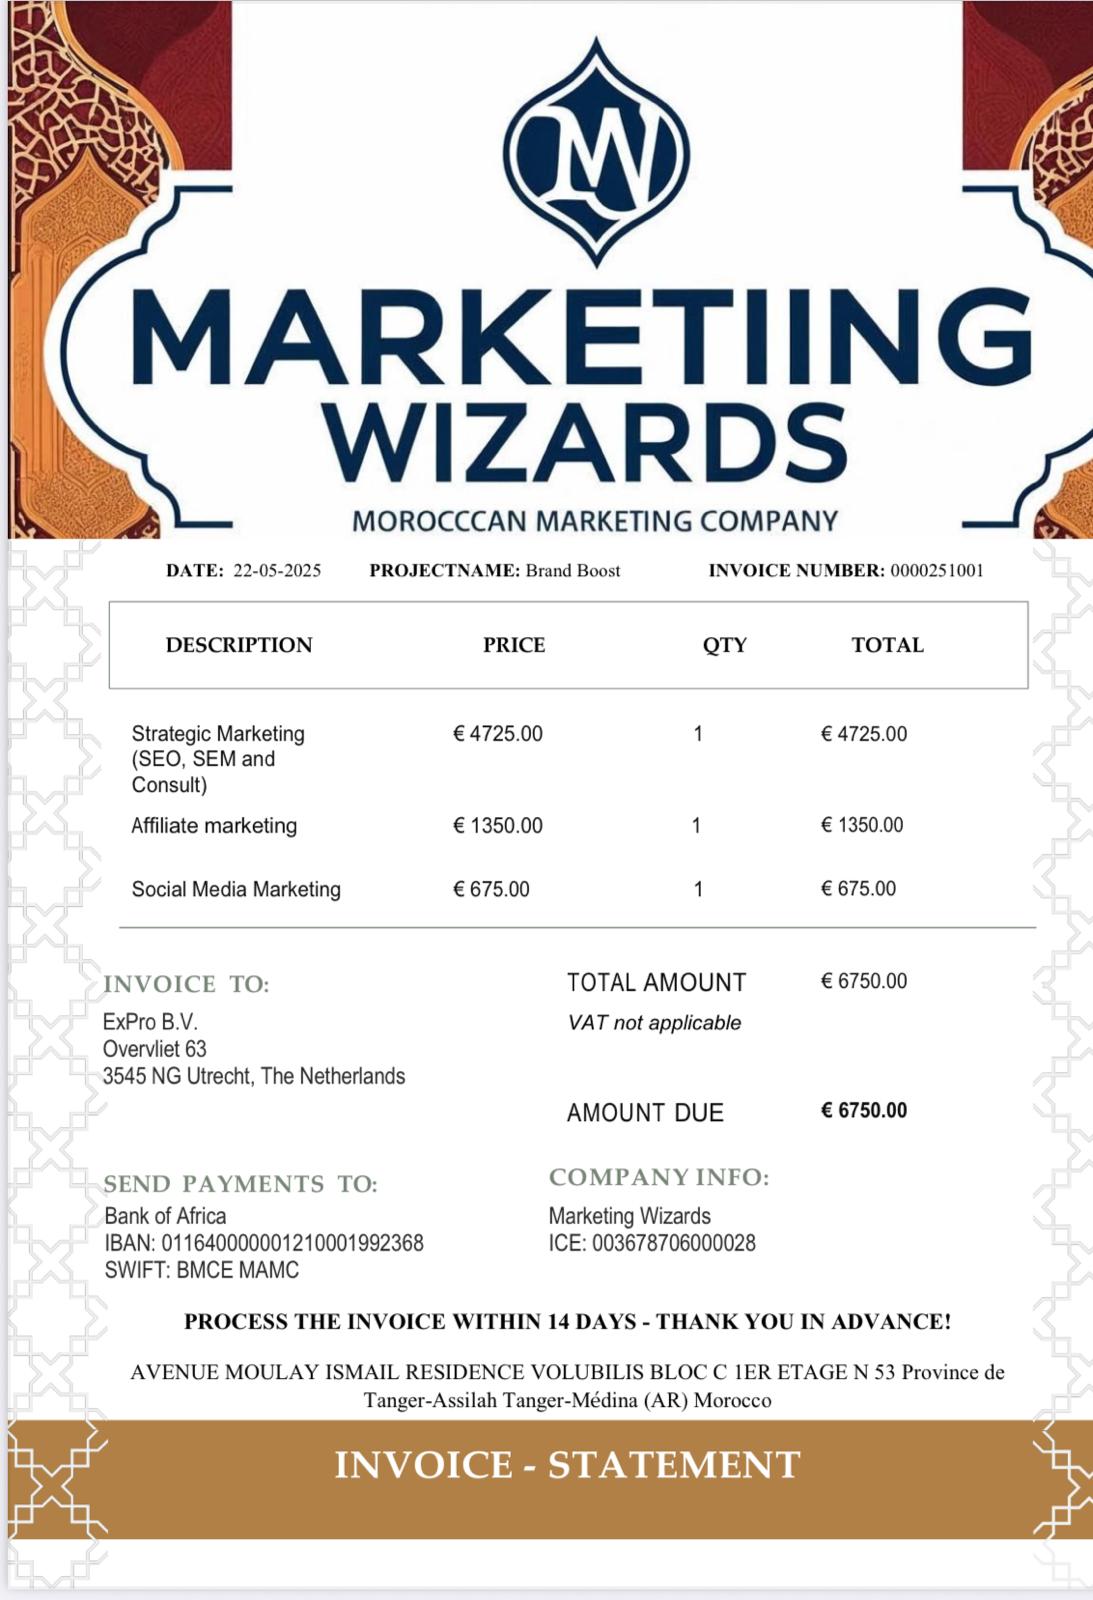 MW
MARKETIING
WIZARDS
MOROCCCAN MARKETING COMPANY
DATE: 22-05-2025 PROJECTNAME: Brand Boost INVOICE NUMBER: 0000251001
DESCRIPTION PRICE QTY TOTAL
Strategic Marketing € 4725.00 1 € 4725.00
(SEO, SEM and
Consult)
Affiliate marketing € 1350.00 1 € 1350.00
Social Media Marketing € 675.00 1 € 675.00
INVOICE TO:
ExPro B.V.
Overvliet 63
3545 NG Utrecht, The Netherlands
TOTAL AMOUNT € 6750.00
VAT not applicable
AMOUNT DUE € 6750.00
SEND PAYMENTS TO:
Bank of Africa
IBAN: 011640000001210001992368
SWIFT: BMCE MAMC
COMPANY INFO:
Marketing Wizards
ICE: 003678706000028
PROCESS THE INVOICE WITHIN 14 DAYS - THANK YOU IN ADVANCE!
AVENUE MOULAY ISMAIL RESIDENCE VOLUBILIS BLOC C 1ER ETAGE N 53 Province de
Tanger-Assilah Tanger-Médina (AR) Morocco
INVOICE - STATEMENT